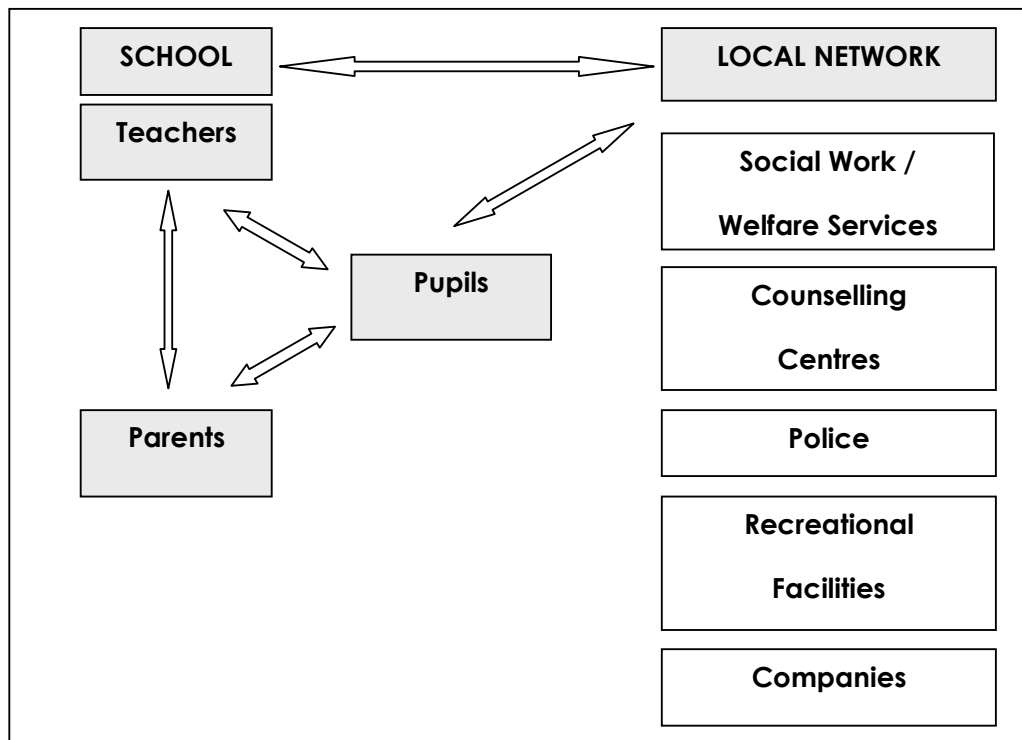 SCHOOL
Teachers
Pupils
Parents
LOCAL NETWORK
Social Work /
Welfare Services
Counselling
Centres
Police
Recreational
Facilities
Companies